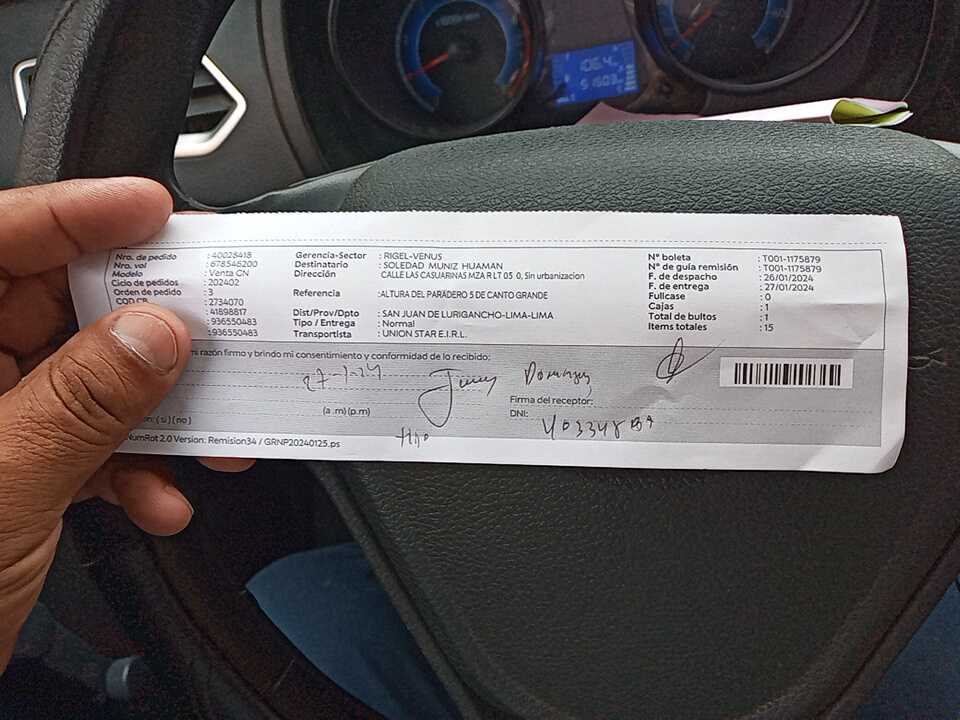 106.4
51503
Nro. de pedido : 40028418
Nro. vol : 678546200
Modelo : Venta CN
Ciclo de pedidos : 202402
Orden de pedido : 3
COD CB : 2734070
: 41898817
: 936550483
: 936550483
Gerencia-Sector : RIGEL-VENUS
Destinatario : SOLEDAD MUNIZ HUAMAN
Dirección CALLE LAS CASUARINAS MZA R LT 05 0, Sin urbanizacion
Referencia :ALTURA DEL PARADERO 5 DE CANTO GRANDE
Dist/Prov/Dpto : SAN JUAN DE LURIGANCHO-LIMA-LIMA
Tipo / Entrega : Normal
Transportista : UNION STAR E.I.R.L.
N° boleta : T001-1175879
N° de guía remisión : T001-1175879
F. de despacho : 26/01/2024
F. de entrega : 27/01/2024
Fullcase : 0
Cajas : 1
Total de bultos : 1
Items totales : 15
mi razón firmo y brindo mi consentimiento y conformidad de lo recibido:
27-1-24
(a .m) (p.m)
Firma del receptor:
DNI:
ón: ( si ) ( no )
Hijo
NumRot 2.0 Version: Remision34 / GRNP20240125.ps